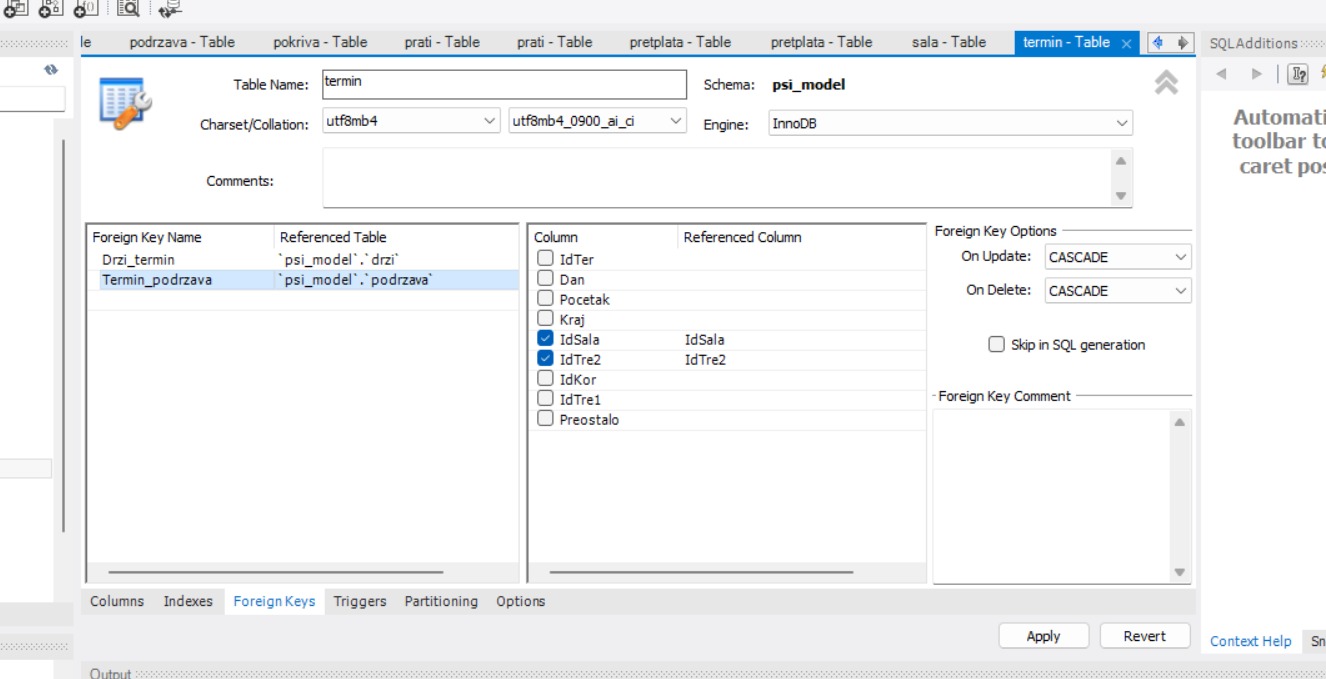 le podrzava - Table pokriva - Table prati - Table prati - Table pretplata - Table pretplata - Table sala - Table termin - Table SQLAdditions
Table Name: termin Schema: psi_model
Charset/Collation: utf8mb4 utf8mb4_0900_ai_ci Engine: InnoDB
Comments:
Automati
toolbar to
caret pos
Foreign Key Name Referenced Table
Drzi_termin `psi_model`.`drzi`
Termin_podrzava `psi_model`.`podrzava`
Column Referenced Column
IdTer
Dan
Pocetak
Kraj
IdSala IdSala
IdTre2 IdTre2
IdKor
IdTre1
Preostalo
Foreign Key Options
On Update: CASCADE
On Delete: CASCADE
Skip in SQL generation
Foreign Key Comment
Columns Indexes Foreign Keys Triggers Partitioning Options
Apply Revert
Context Help Sn
Output